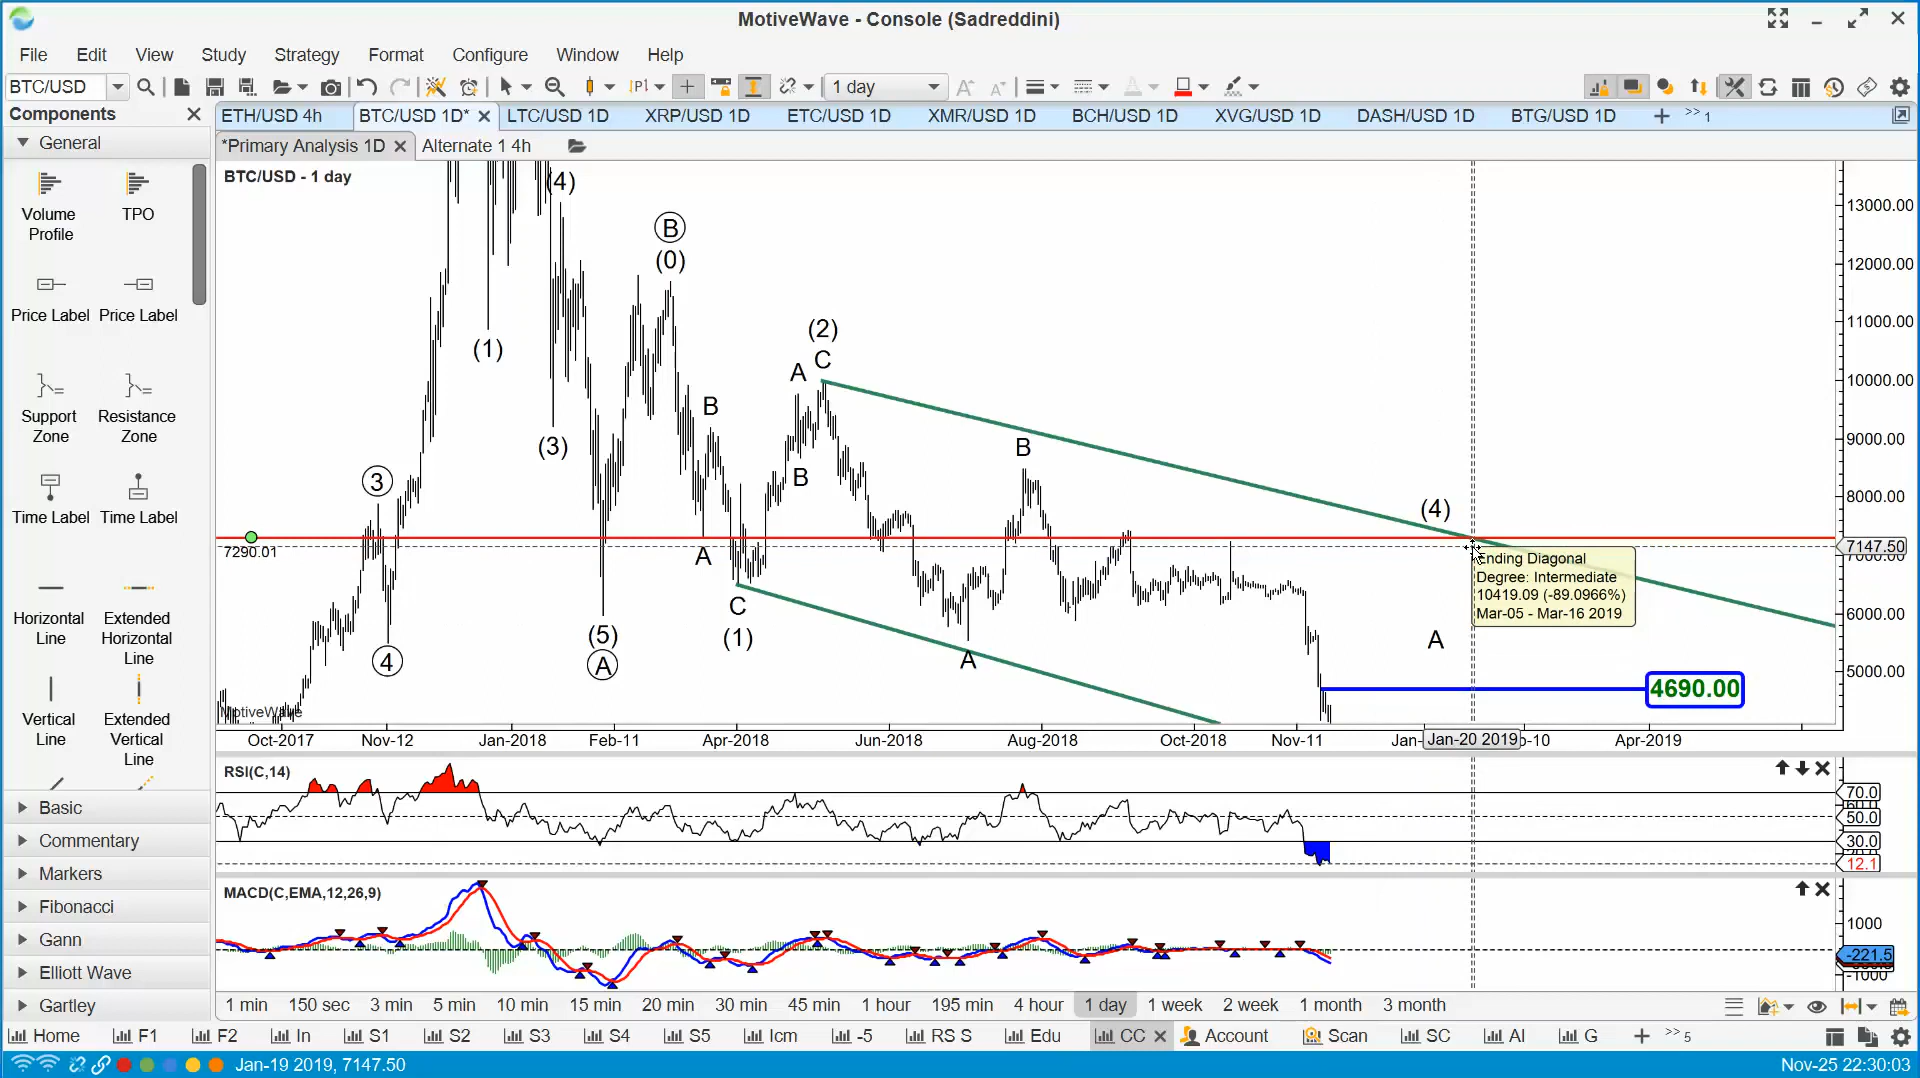 MotiveWave - Console (Sadreddini)
File Edit View Study Strategy Format Configure Window Help
BTC/USD 1 day
Components
ETH/USD 4h BTC/USD 1D* LTC/USD 1D XRP/USD 1D ETC/USD 1D XMR/USD 1D BCH/USD 1D XVG/USD 1D DASH/USD 1D BTG/USD 1D 1
General
*Primary Analysis 1D Alternate 1 4h
Volume Profile
TPO
Price Label Price Label
Support Zone
Resistance Zone
Time Label Time Label
Horizontal Line
Extended Horizontal Line
Vertical Line
Extended Vertical Line
Basic
Commentary
Markers
Fibonacci
Gann
Elliott Wave
Gartley
BTC/USD - 1 day
(4)
B
(0)
(2)
C
A
(1)
B
B
(3)
B
3
(4)
7290.01
A
4
C
(1)
(5)
A
A
A
Ending Diagonal
Degree: Intermediate
10419.09 (-89.0966%)
Mar-05 - Mar-16 2019
4690.00
MotiveWave
13000.00
12000.00
11000.00
10000.00
9000.00
8000.00
7147.50
7000.00
6000.00
5000.00
Oct-2017 Nov-12 Jan-2018 Feb-11 Apr-2018 Jun-2018 Aug-2018 Oct-2018 Nov-11 Jan-20 2019 Apr-2019
RSI(C,14)
70.0
50.0
30.0
12.1
MACD(C,EMA,12,26,9)
1000
-221.5
-1000
1 min 150 sec 3 min 5 min 10 min 15 min 20 min 30 min 45 min 1 hour 195 min 4 hour 1 day 1 week 2 week 1 month 3 month
Home F1 F2 In S1 S2 S3 S4 S5 Icm -5 RS S Edu CC Account Scan SC AI G 5
Jan-19 2019, 7147.50 Nov-25 22:30:03